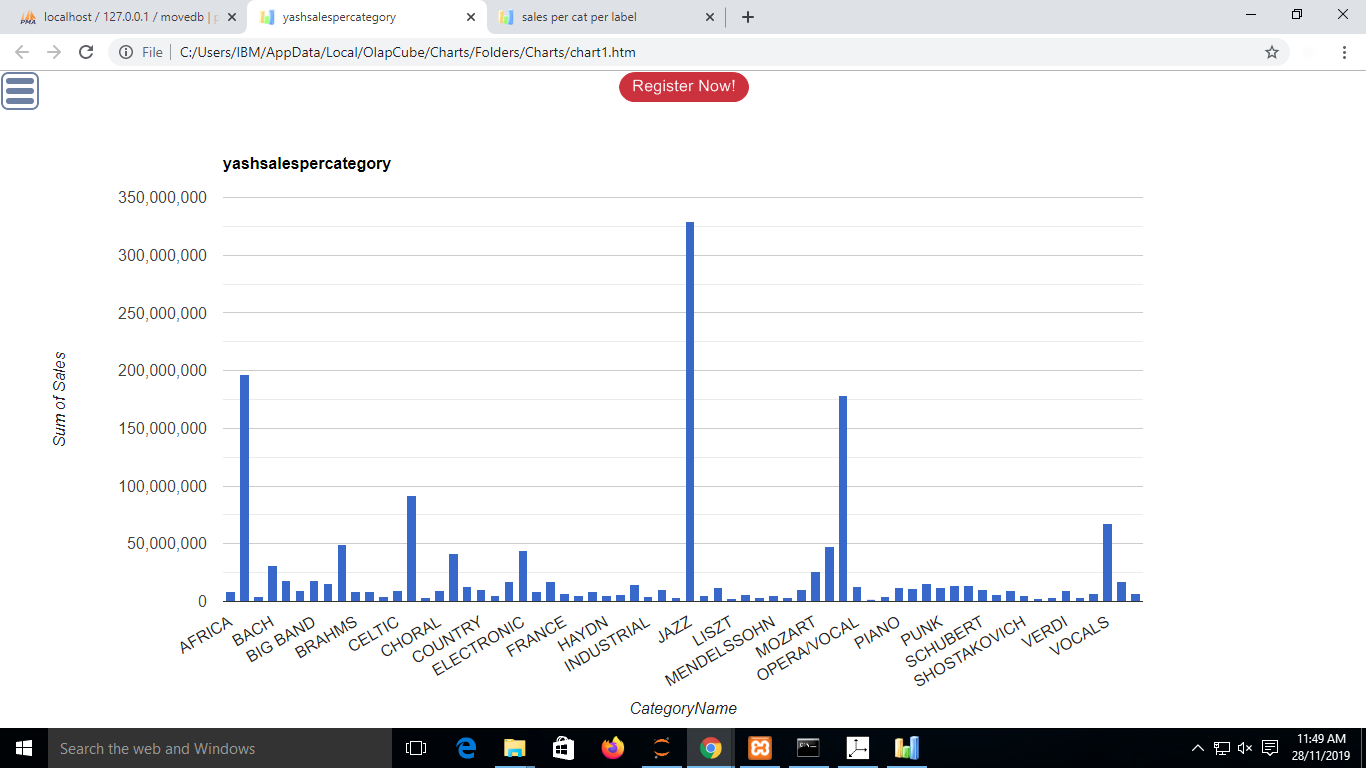 localhost / 127.0.0.1 / movedb |
yashsalespercategory
sales per cat per label
File
C:/Users/IBM/AppData/Local/OlapCube/Charts/Folders/Charts/chart1.htm
Register Now!
yashsalespercategory
350,000,000
300,000,000
250,000,000
200,000,000
150,000,000
100,000,000
50,000,000
0
Sum of Sales
AFRICA
BACH
BIG BAND
BRAHMS
CELTIC
CHORAL
COUNTRY
ELECTRONIC
FRANCE
HAYDN
INDUSTRIAL
JAZZ
LISZT
MENDELSSOHN
MOZART
OPERA/VOCAL
PIANO
PUNK
SCHUBERT
SHOSTAKOVICH
VERDI
VOCALS
CategoryName
Search the web and Windows
11:49 AM
28/11/2019